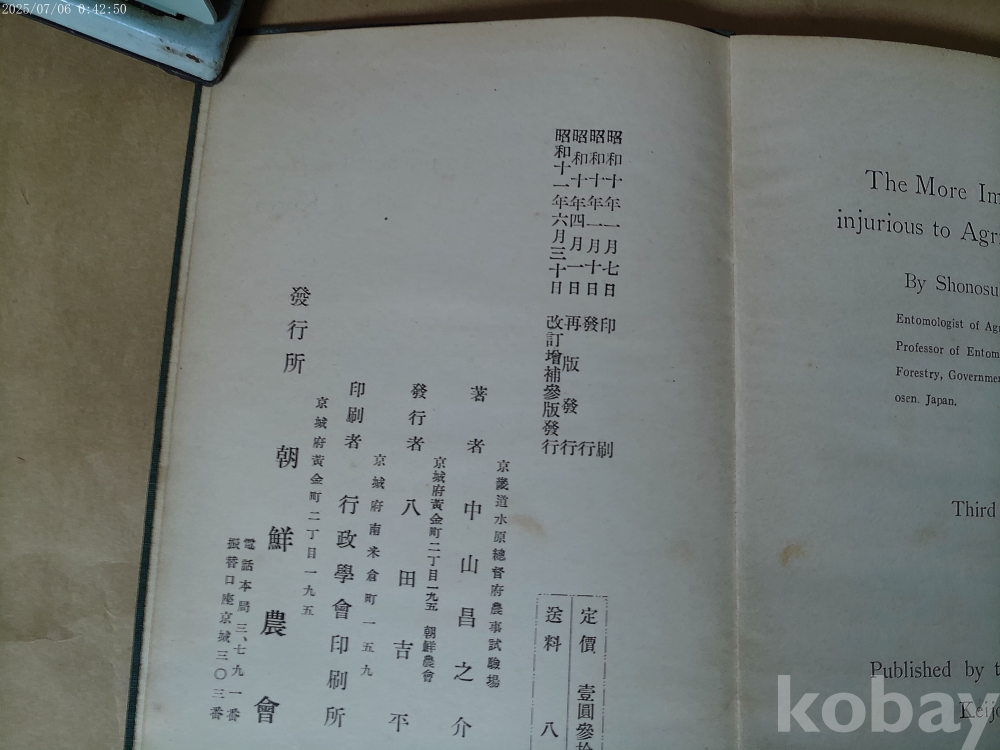 2025/07/06 0:42:50
昭和十年一月七日 印刷
昭和十年一月十日 發行
昭和十年四月一日 再版發行
昭和十一年六月三十日 改訂增補參版發行
定價 壹圓參拾
送料 八
京畿道水原總督府農事試驗場
著者 中山昌之介
京城府黃金町二丁目一九五 朝鮮農會
發行者 八田吉平
京城府南米倉町一五九
印刷者 行政學會印刷所
京城府黃金町二丁目一九五
發行所 朝鮮農會
電話本局三、七九一番
振替口座京城三〇三番
The More Im
injurious to Agr
By Shonosu
Entomologist of Agr
Professor of Entom
Forestry, Governmen
osen. Japan.
Third
Published by t
Keijo
kobay